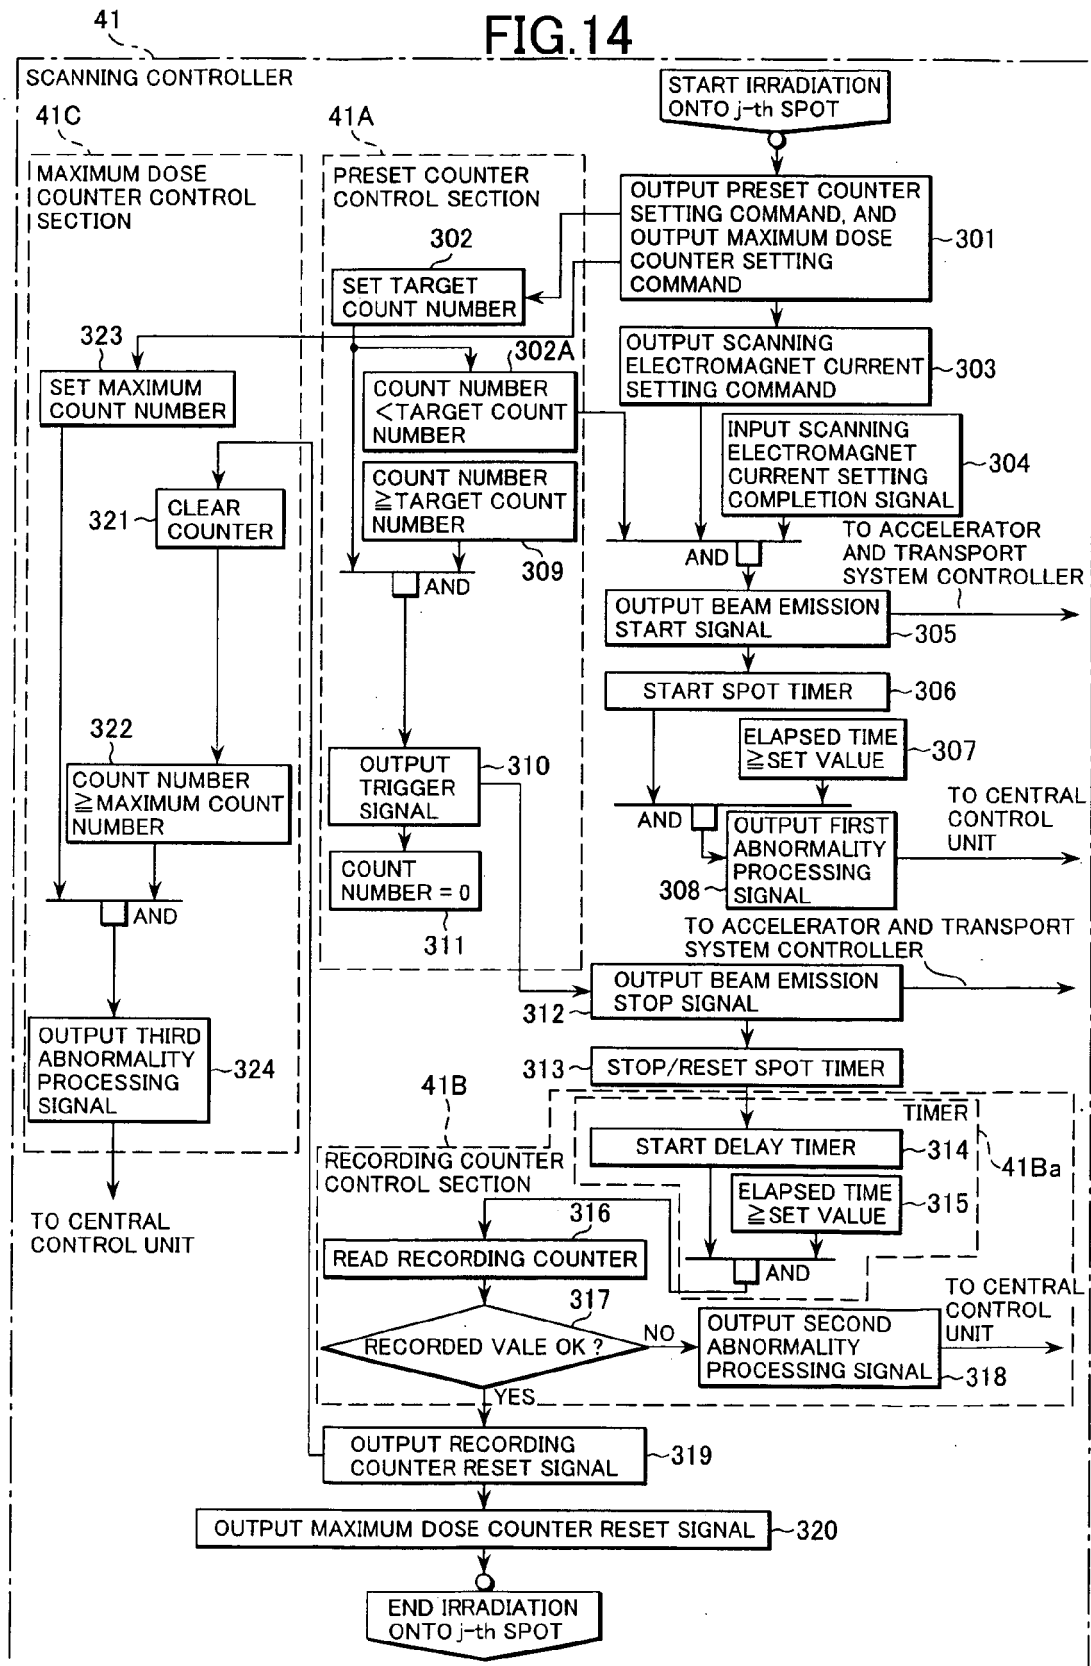 FIG.14
41
SCANNING CONTROLLER
START IRRADIATION
ONTO j-th SPOT
41C
41A
MAXIMUM DOSE
COUNTER CONTROL
SECTION
PRESET COUNTER
CONTROL SECTION
OUTPUT PRESET COUNTER
SETTING COMMAND, AND
OUTPUT MAXIMUM DOSE
COUNTER SETTING
COMMAND
301
302
SET TARGET
COUNT NUMBER
323
SET MAXIMUM
COUNT NUMBER
302A
COUNT NUMBER
<TARGET COUNT
NUMBER
OUTPUT SCANNING
ELECTROMAGNET CURRENT
SETTING COMMAND
303
INPUT SCANNING
ELECTROMAGNET
CURRENT SETTING
COMPLETION SIGNAL
304
321
CLEAR
COUNTER
COUNT NUMBER
≧TARGET COUNT
NUMBER
309
AND
AND
TO ACCELERATOR
AND TRANSPORT
SYSTEM CONTROLLER
OUTPUT BEAM EMISSION
START SIGNAL
305
START SPOT TIMER
306
ELAPSED TIME
≧SET VALUE
307
322
COUNT NUMBER
≧MAXIMUM COUNT
NUMBER
OUTPUT
TRIGGER
SIGNAL
310
AND
TO CENTRAL
CONTROL
UNIT
OUTPUT FIRST
ABNORMALITY
PROCESSING
SIGNAL
308
COUNT
NUMBER = 0
311
AND
TO ACCELERATOR AND TRANSPORT
SYSTEM CONTROLLER
OUTPUT BEAM EMISSION
STOP SIGNAL
312
OUTPUT THIRD
ABNORMALITY
PROCESSING
SIGNAL
324
313
STOP/RESET SPOT TIMER
41B
TIMER
START DELAY TIMER
314
41Ba
RECORDING COUNTER
CONTROL SECTION
ELAPSED TIME
≧SET VALUE
315
TO CENTRAL
CONTROL UNIT
316
READ RECORDING COUNTER
AND
317
RECORDED VALE OK ?
NO
OUTPUT SECOND
ABNORMALITY
PROCESSING SIGNAL
318
TO CENTRAL
CONTROL
UNIT
YES
OUTPUT RECORDING
COUNTER RESET SIGNAL
319
OUTPUT MAXIMUM DOSE COUNTER RESET SIGNAL
320
END IRRADIATION
ONTO j-th SPOT